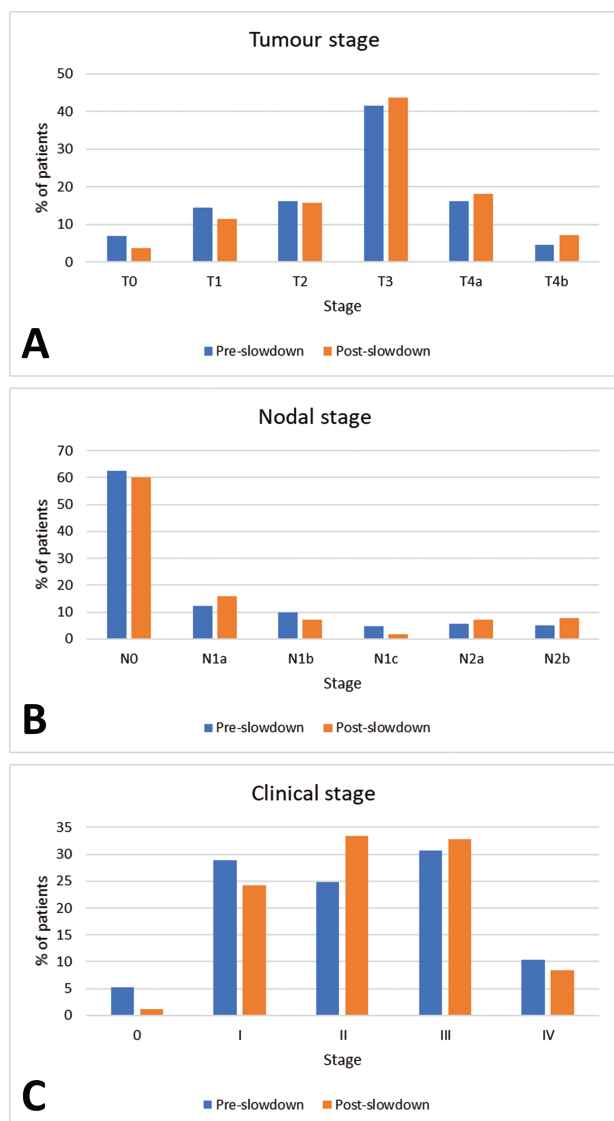 Tumour stage
% of patients
50
40
30
20
10
0
T0 T1 T2 T3 T4a T4b
Stage
Pre-slowdown Post-slowdown
A
Nodal stage
% of patients
70
60
50
40
30
20
10
0
N0 N1a N1b N1c N2a N2b
Stage
Pre-slowdown Post-slowdown
B
Clinical stage
% of patients
35
30
25
20
15
10
5
0
0 I II III IV
Stage
Pre-slowdown Post-slowdown
C